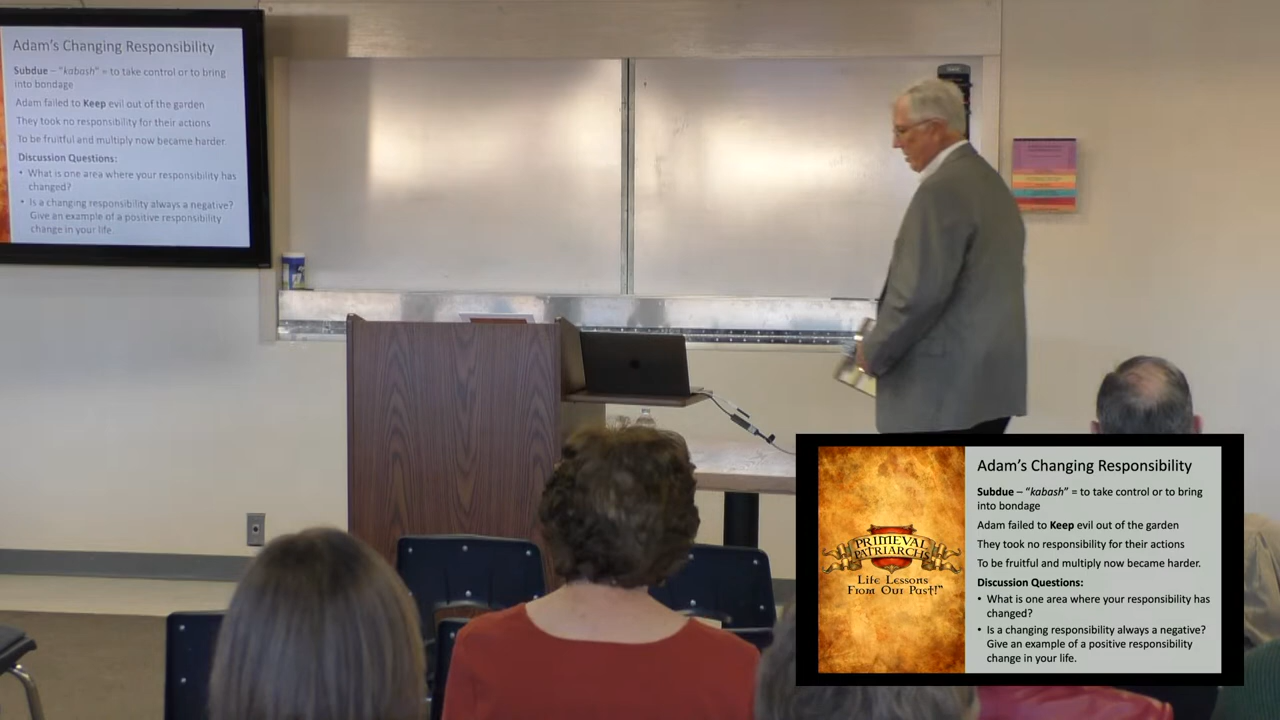 Adam's Changing Responsibility
Subdue – "kabash" = to take control or to bring
into bondage
Adam failed to Keep evil out of the garden
They took no responsibility for their actions
To be fruitful and multiply now became harder.
Discussion Questions:
• What is one area where your responsibility has
changed?
• Is a changing responsibility always a negative?
Give an example of a positive responsibility
change in your life.
PRIMEVAL
PATRIARCHS
Life Lessons
From Our Past!"
Adam's Changing Responsibility
Subdue – "kabash" = to take control or to bring
into bondage
Adam failed to Keep evil out of the garden
They took no responsibility for their actions
To be fruitful and multiply now became harder.
Discussion Questions:
• What is one area where your responsibility has
changed?
• Is a changing responsibility always a negative?
Give an example of a positive responsibility
change in your life.